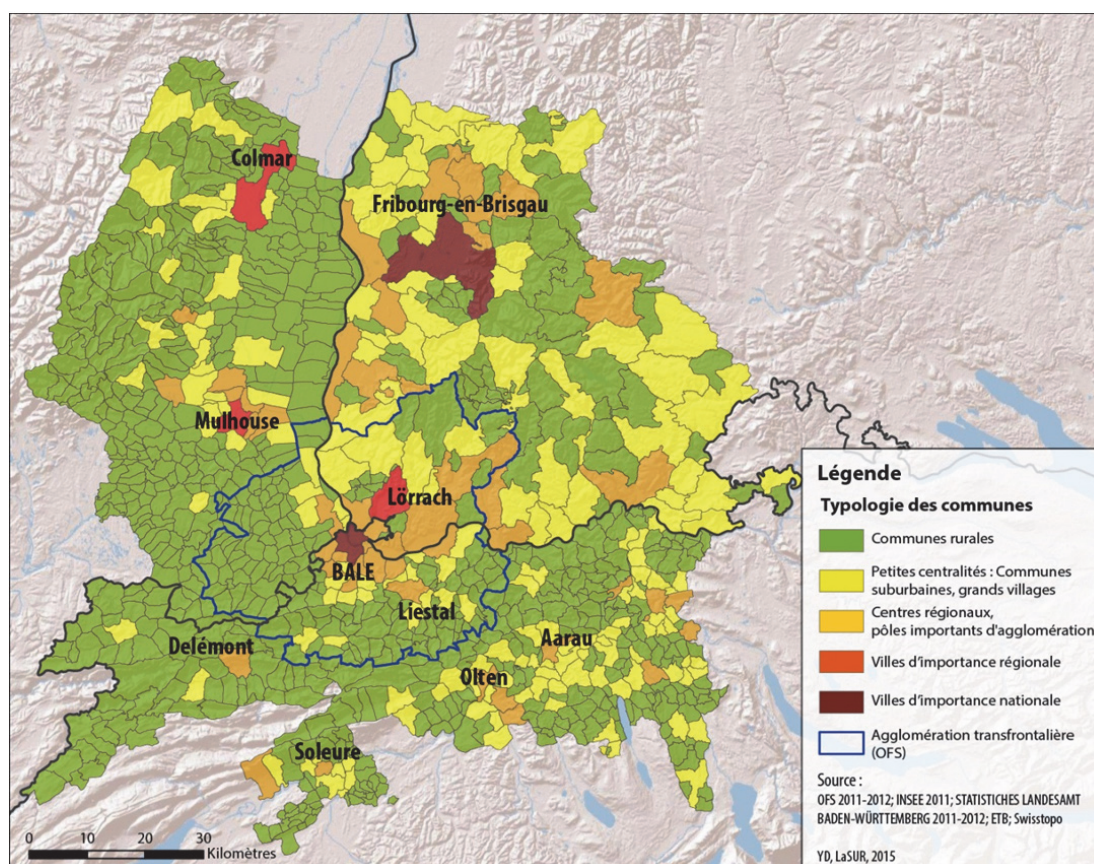 Colmar
Fribourg-en-Brisgau
Mulhouse
Lörrach
BALE
Liestal
Delémont
Aarau
Olten
Soleure
0 10 20 30
Kilomètres
Légende
Typologie des communes
Communes rurales
Petites centralités : Communes
suburbaines, grands villages
Centres régionaux,
pôles importants d'agglomération
Villes d'importance régionale
Villes d'importance nationale
Agglomération transfrontalière
(OFS)
Source :
OFS 2011-2012; INSEE 2011; STATISTICHES LANDESAMT
BADEN-WÜRTTEMBERG 2011-2012; ETB; Swisstopo
YD, LaSUR, 2015